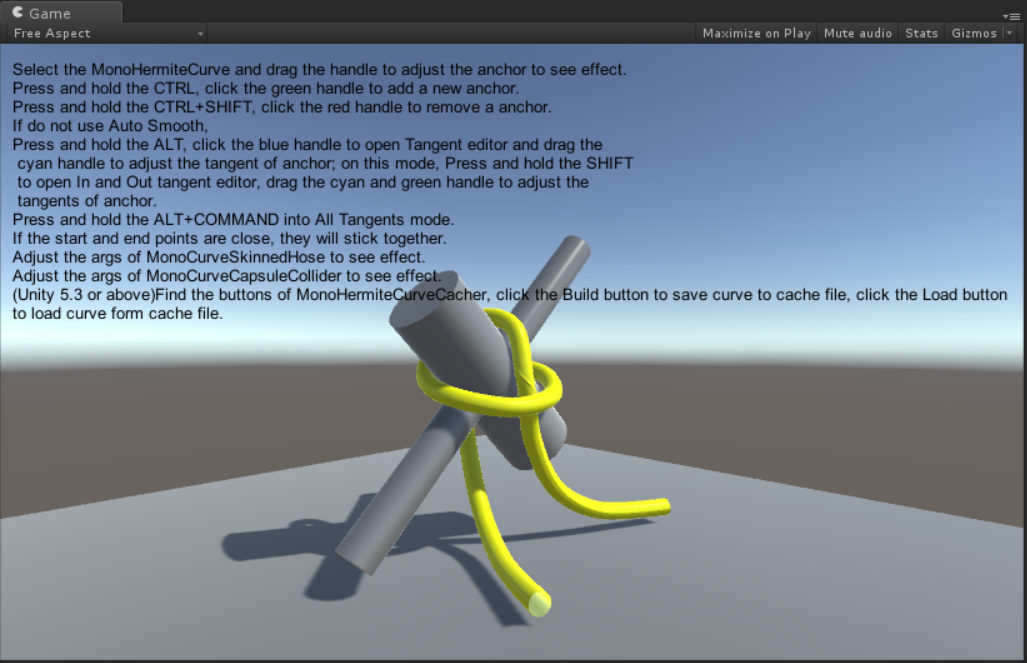 Game
Free Aspect
Maximize on Play Mute audio Stats Gizmos
Select the MonoHermiteCurve and drag the handle to adjust the anchor to see effect.
Press and hold the CTRL, click the green handle to add a new anchor.
Press and hold the CTRL+SHIFT, click the red handle to remove a anchor.
If do not use Auto Smooth,
Press and hold the ALT, click the blue handle to open Tangent editor and drag the
cyan handle to adjust the tangent of anchor; on this mode, Press and hold the SHIFT
to open In and Out tangent editor, drag the cyan and green handle to adjust the
tangents of anchor.
Press and hold the ALT+COMMAND into All Tangents mode.
If the start and end points are close, they will stick together.
Adjust the args of MonoCurveSkinnedHose to see effect.
Adjust the args of MonoCurveCapsuleCollider to see effect.
(Unity 5.3 or above)Find the buttons of MonoHermiteCurveCacher, click the Build button to save curve to cache file, click the Load button
to load curve form cache file.